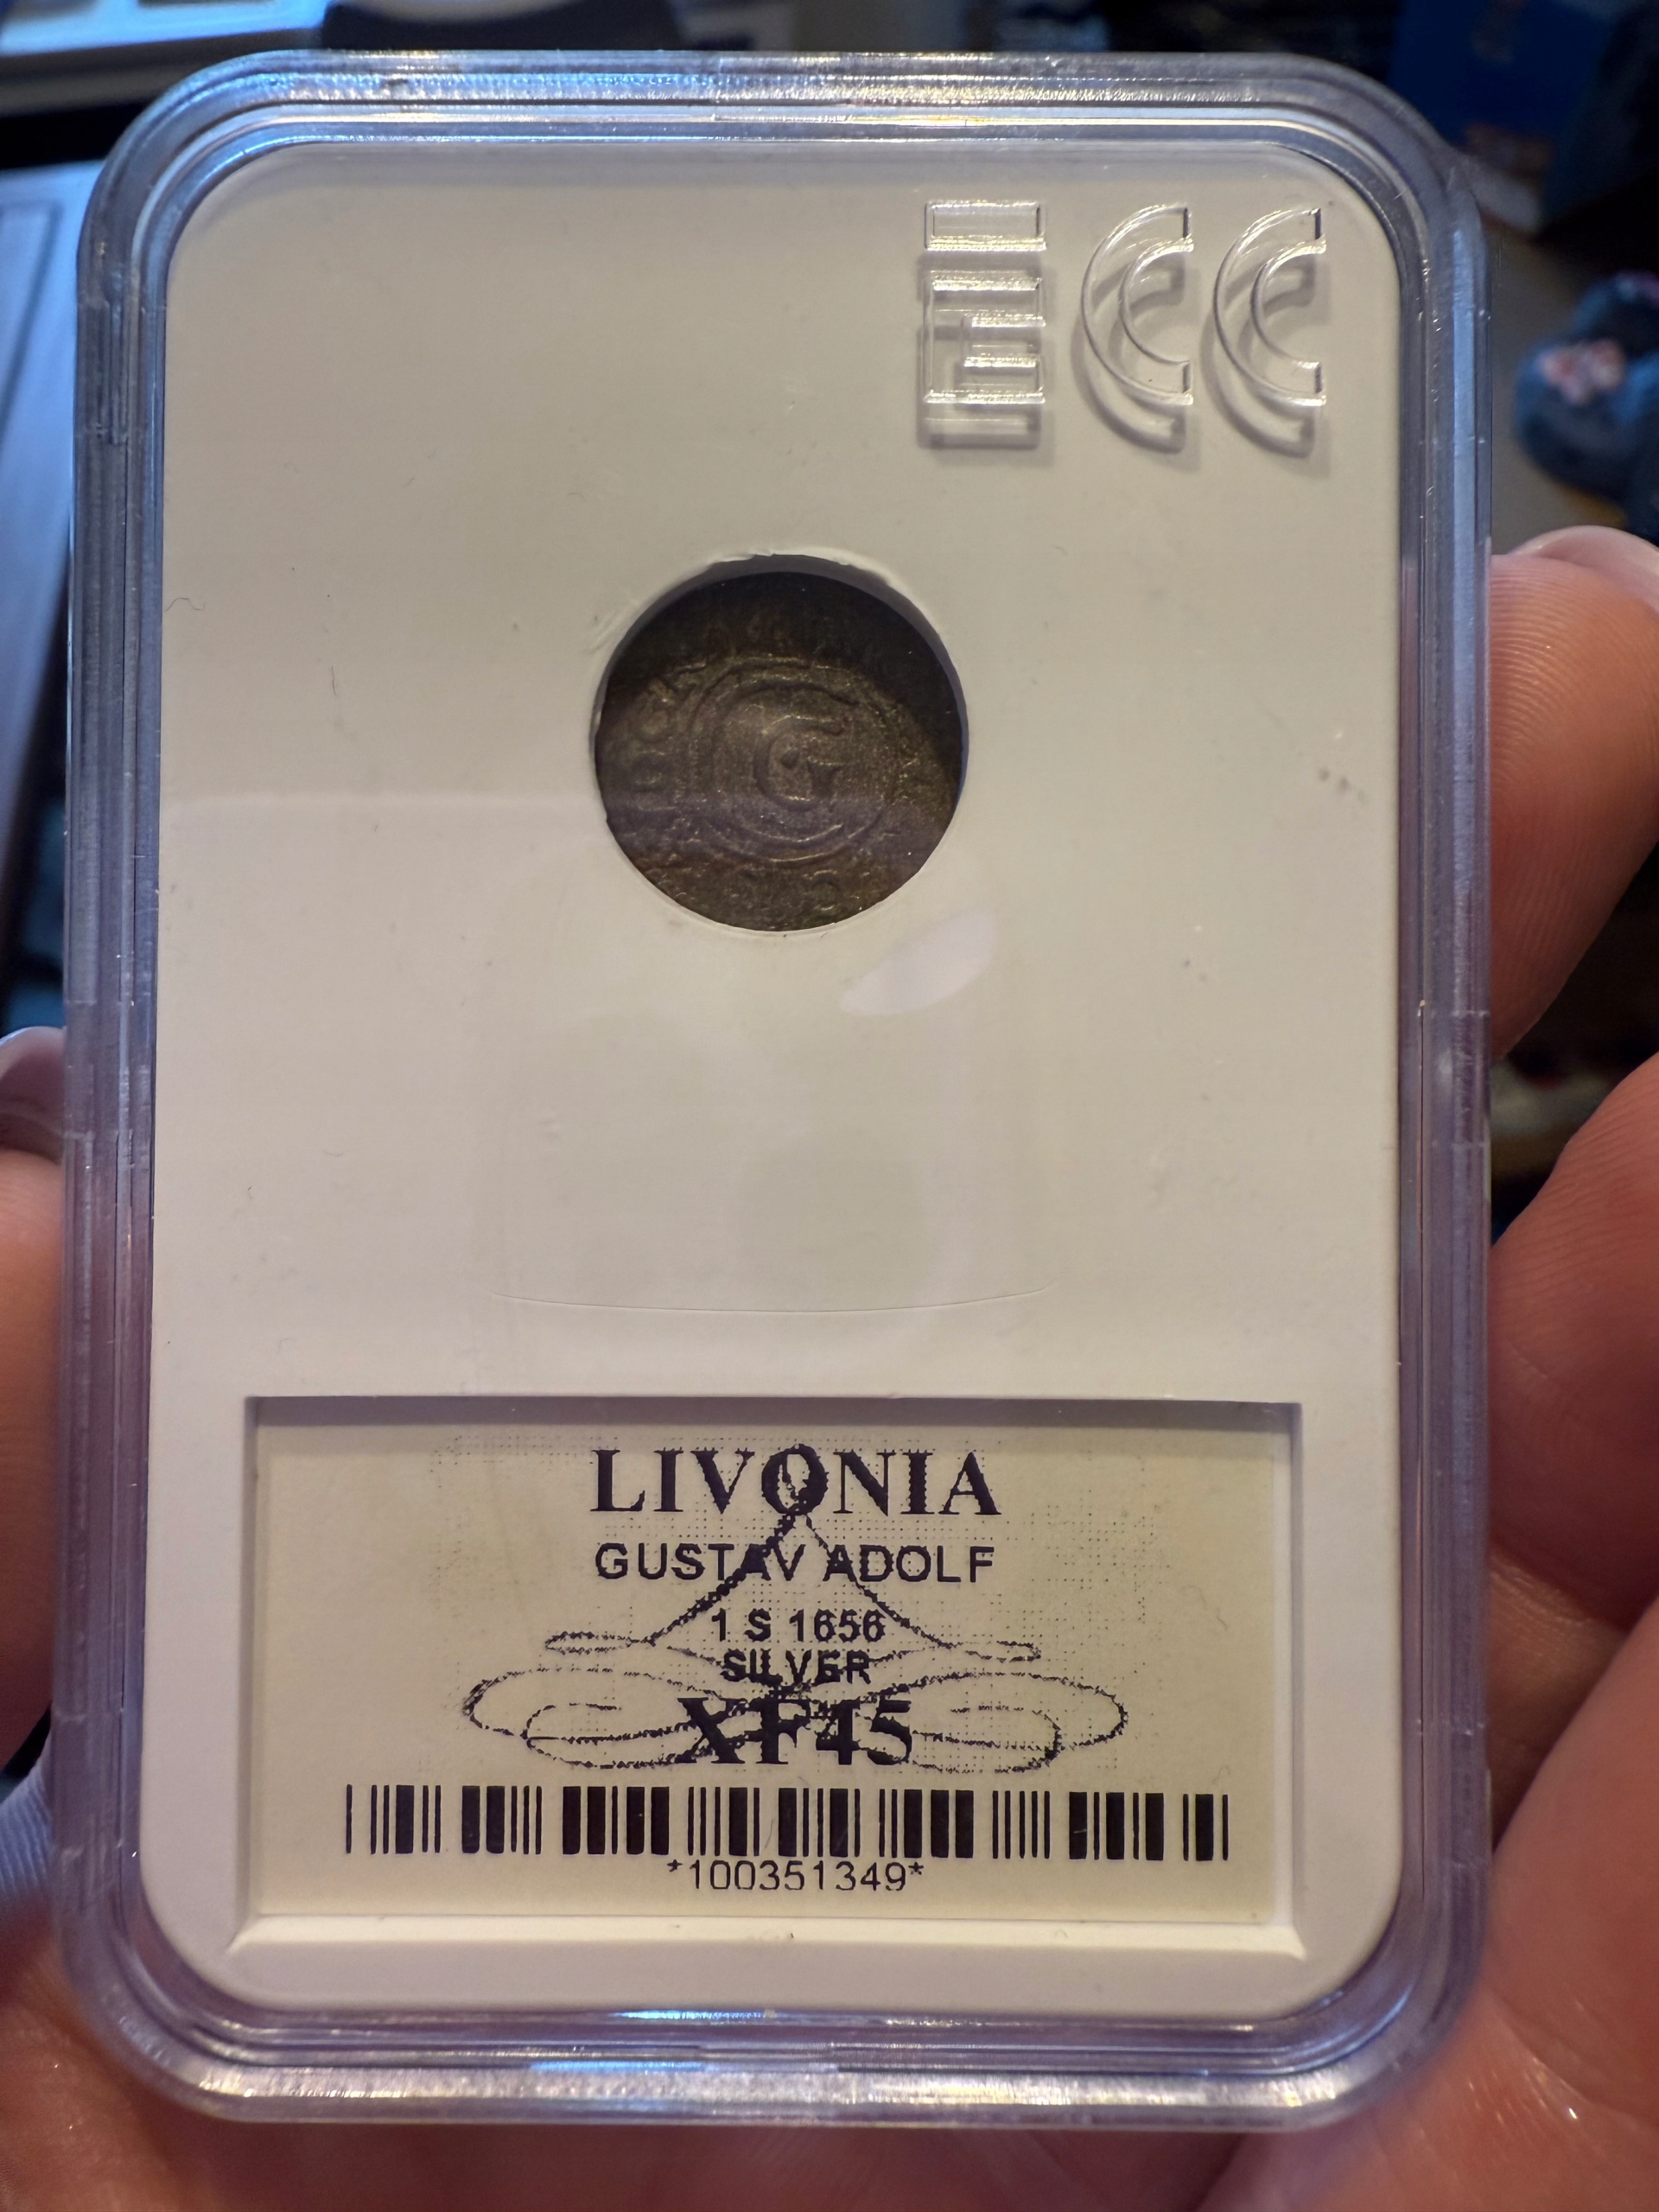 ECC
G
LIVONIA
GUSTAV ADOLF
1 S 1656
SILVER
XF45
*100351349*